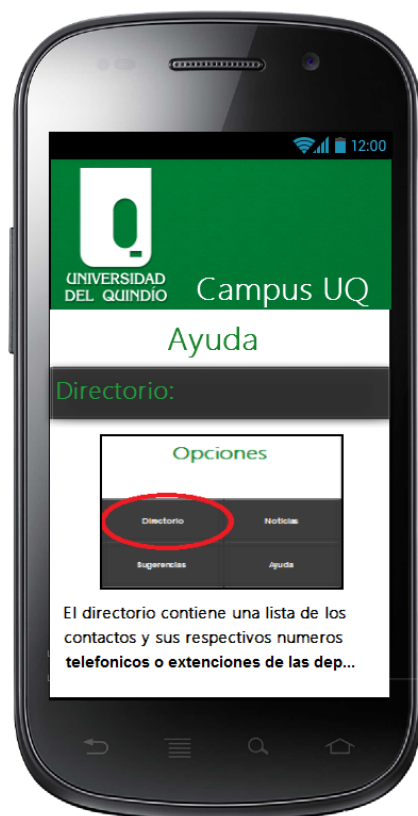 12:00
UNIVERSIDAD
DEL QUINDÍO
Campus UQ
Ayuda
Directorio:
Opciones
Directorio Noticias
Sugerencias Ayuda
El directorio contiene una lista de los
contactos y sus respectivos numeros
telefonicos o extenciones de las dep...